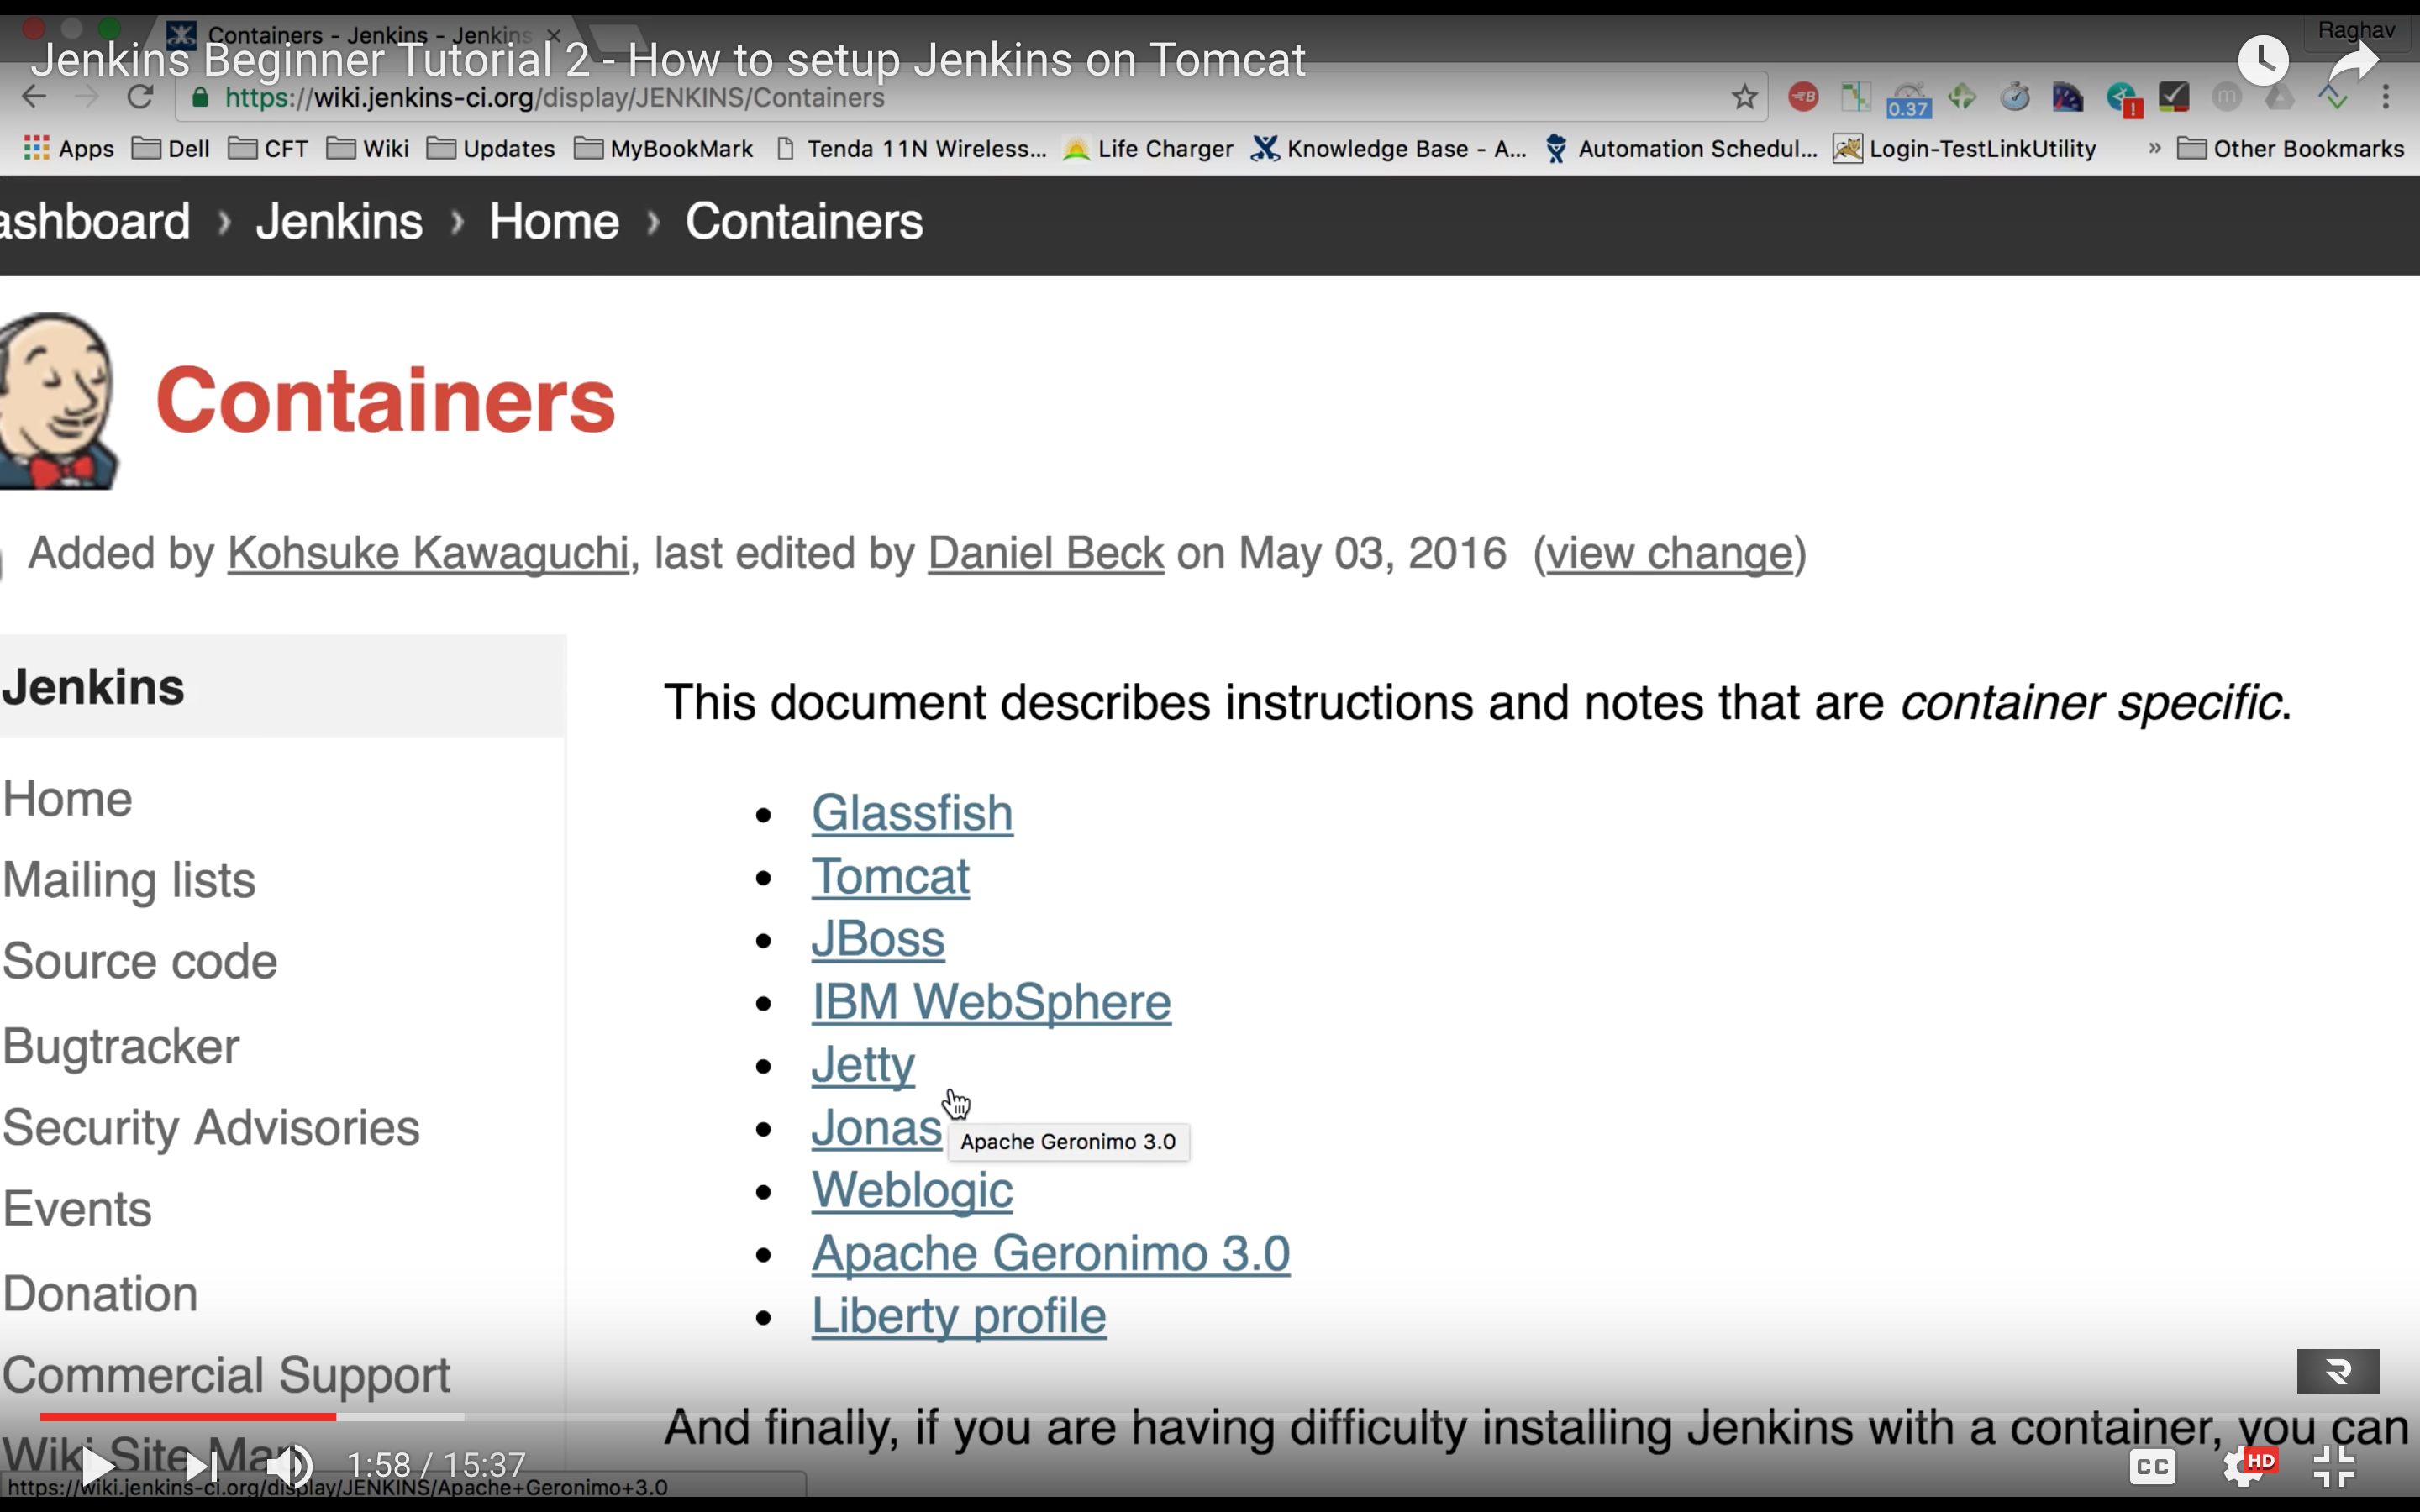 Containers - Jenkins - Jenkins
Raghav
Jenkins Beginner Tutorial 2 - How to setup Jenkins on Tomcat
https://wiki.jenkins-ci.org/display/JENKINS/Containers
0.37
Apps Dell CFT Wiki Updates MyBookMark Tenda 11N Wireless... Life Charger Knowledge Base - A... Automation Schedul... Login-TestLinkUtility » Other Bookmarks
ashboard › Jenkins › Home › Containers
Containers
Added by Kohsuke Kawaguchi, last edited by Daniel Beck on May 03, 2016 (view change)
Jenkins
Home
Mailing lists
Source code
Bugtracker
Security Advisories
Events
Donation
Commercial Support
Wiki Site Map
This document describes instructions and notes that are container specific.
• Glassfish
• Tomcat
• JBoss
• IBM WebSphere
• Jetty
• Jonas
Apache Geronimo 3.0
• Weblogic
• Apache Geronimo 3.0
• Liberty profile
And finally, if you are having difficulty installing Jenkins with a container, you can
1:58 / 15:37
CC
HD
https://wiki.jenkins-ci.org/display/JENKINS/Apache+Geronimo+3.0